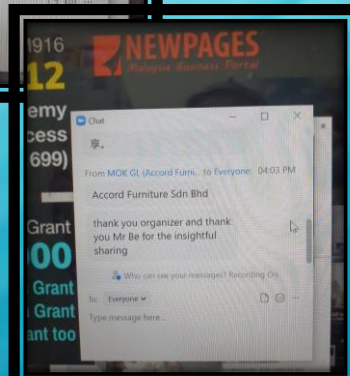 1916
12
emy
cess
699)
Grant
00
Grant
Grant
ant too
NEWPAGES
Malaysia Business Portal
Chat
享。
From MOK GL (Accord Furni... to Everyone: 04:03 PM
Accord Furniture Sdn Bhd
thank you organizer and thank
you Mr Be for the insightful
sharing
Who can see your messages? Recording On
To: Everyone
Type message here...